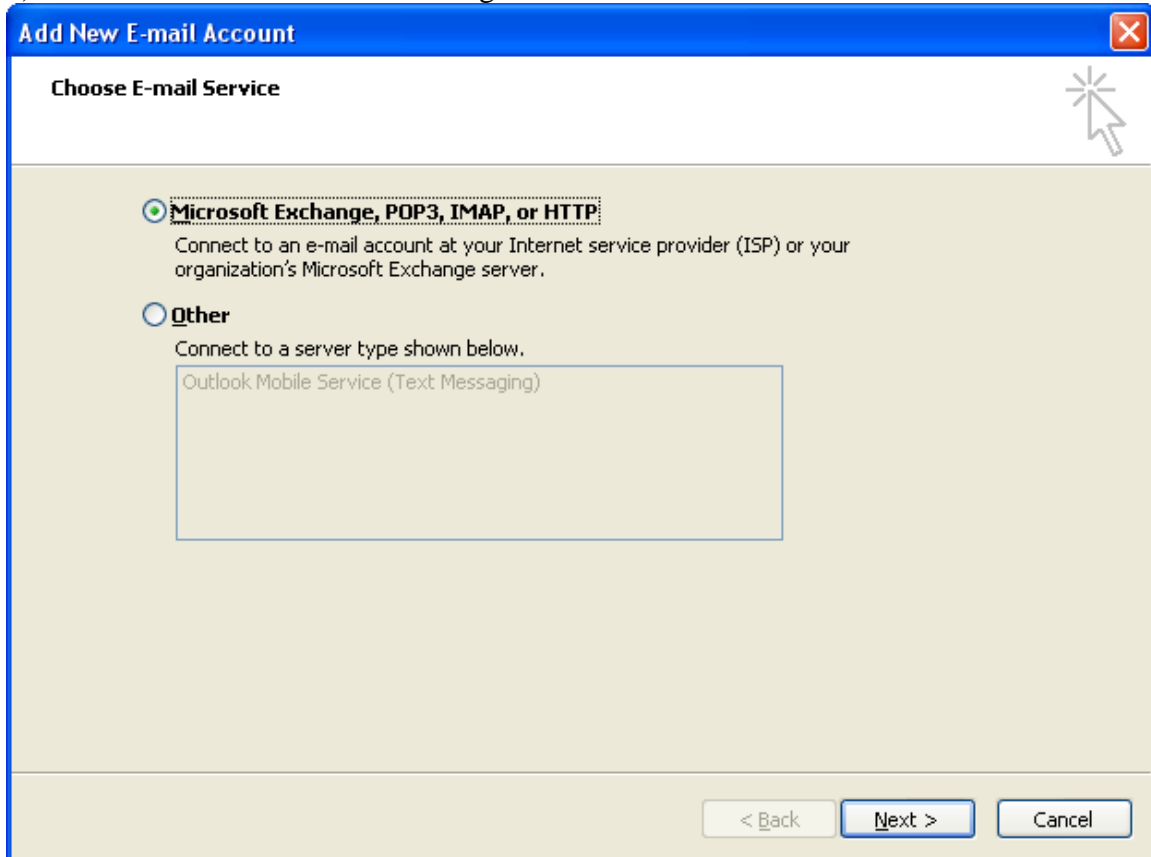 Add New E-mail Account
Choose E-mail Service
Microsoft Exchange, POP3, IMAP, or HTTP
Connect to an e-mail account at your Internet service provider (ISP) or your
organization's Microsoft Exchange server.
Other
Connect to a server type shown below.
Outlook Mobile Service (Text Messaging)
< Back Next > Cancel